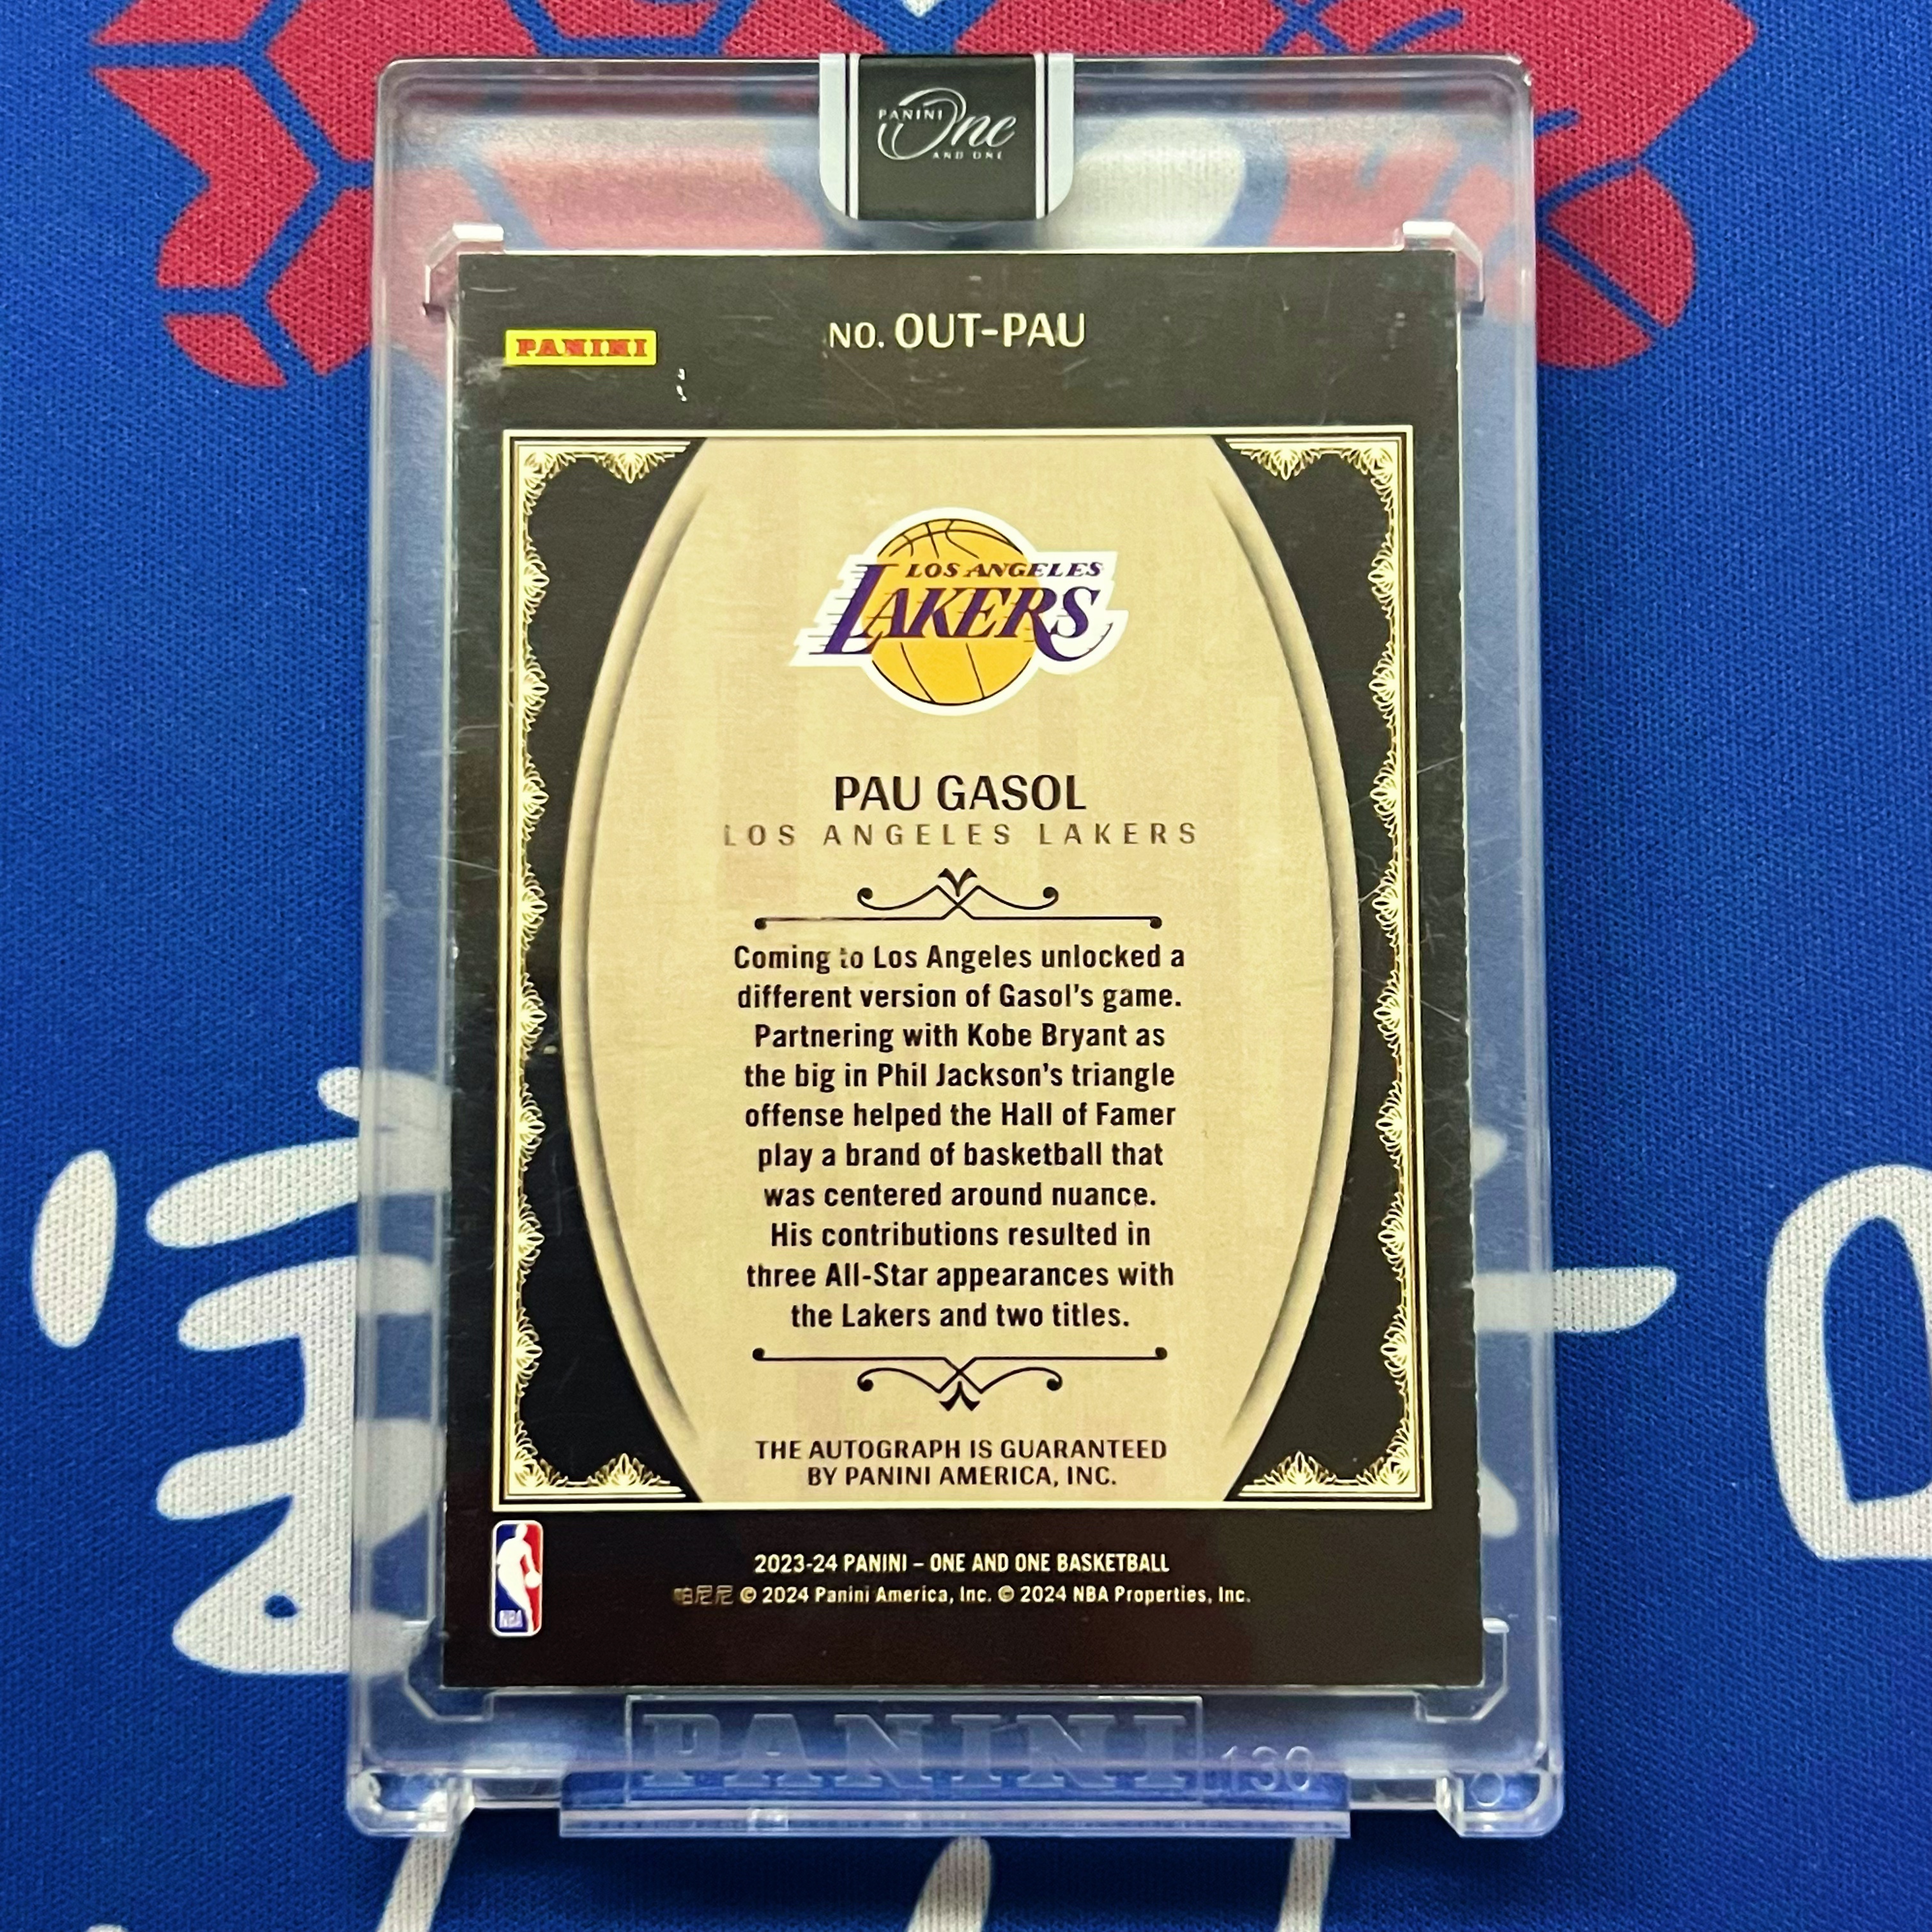 PANINI
One
AND ONE
NO. OUT-PAU
PANINI
LOS ANGELES
LAKERS
PAU GASOL
LOS ANGELES LAKERS
Coming to Los Angeles unlocked a
different version of Gasol's game.
Partnering with Kobe Bryant as
the big in Phil Jackson's triangle
offense helped the Hall of Famer
play a brand of basketball that
was centered around nuance.
His contributions resulted in
three All-Star appearances with
the Lakers and two titles.
THE AUTOGRAPH IS GUARANTEED
BY PANINI AMERICA, INC.
NBA
2023-24 PANINI – ONE AND ONE BASKETBALL
帕尼尼 © 2024 Panini America, Inc. © 2024 NBA Properties, Inc.
PANINI 130